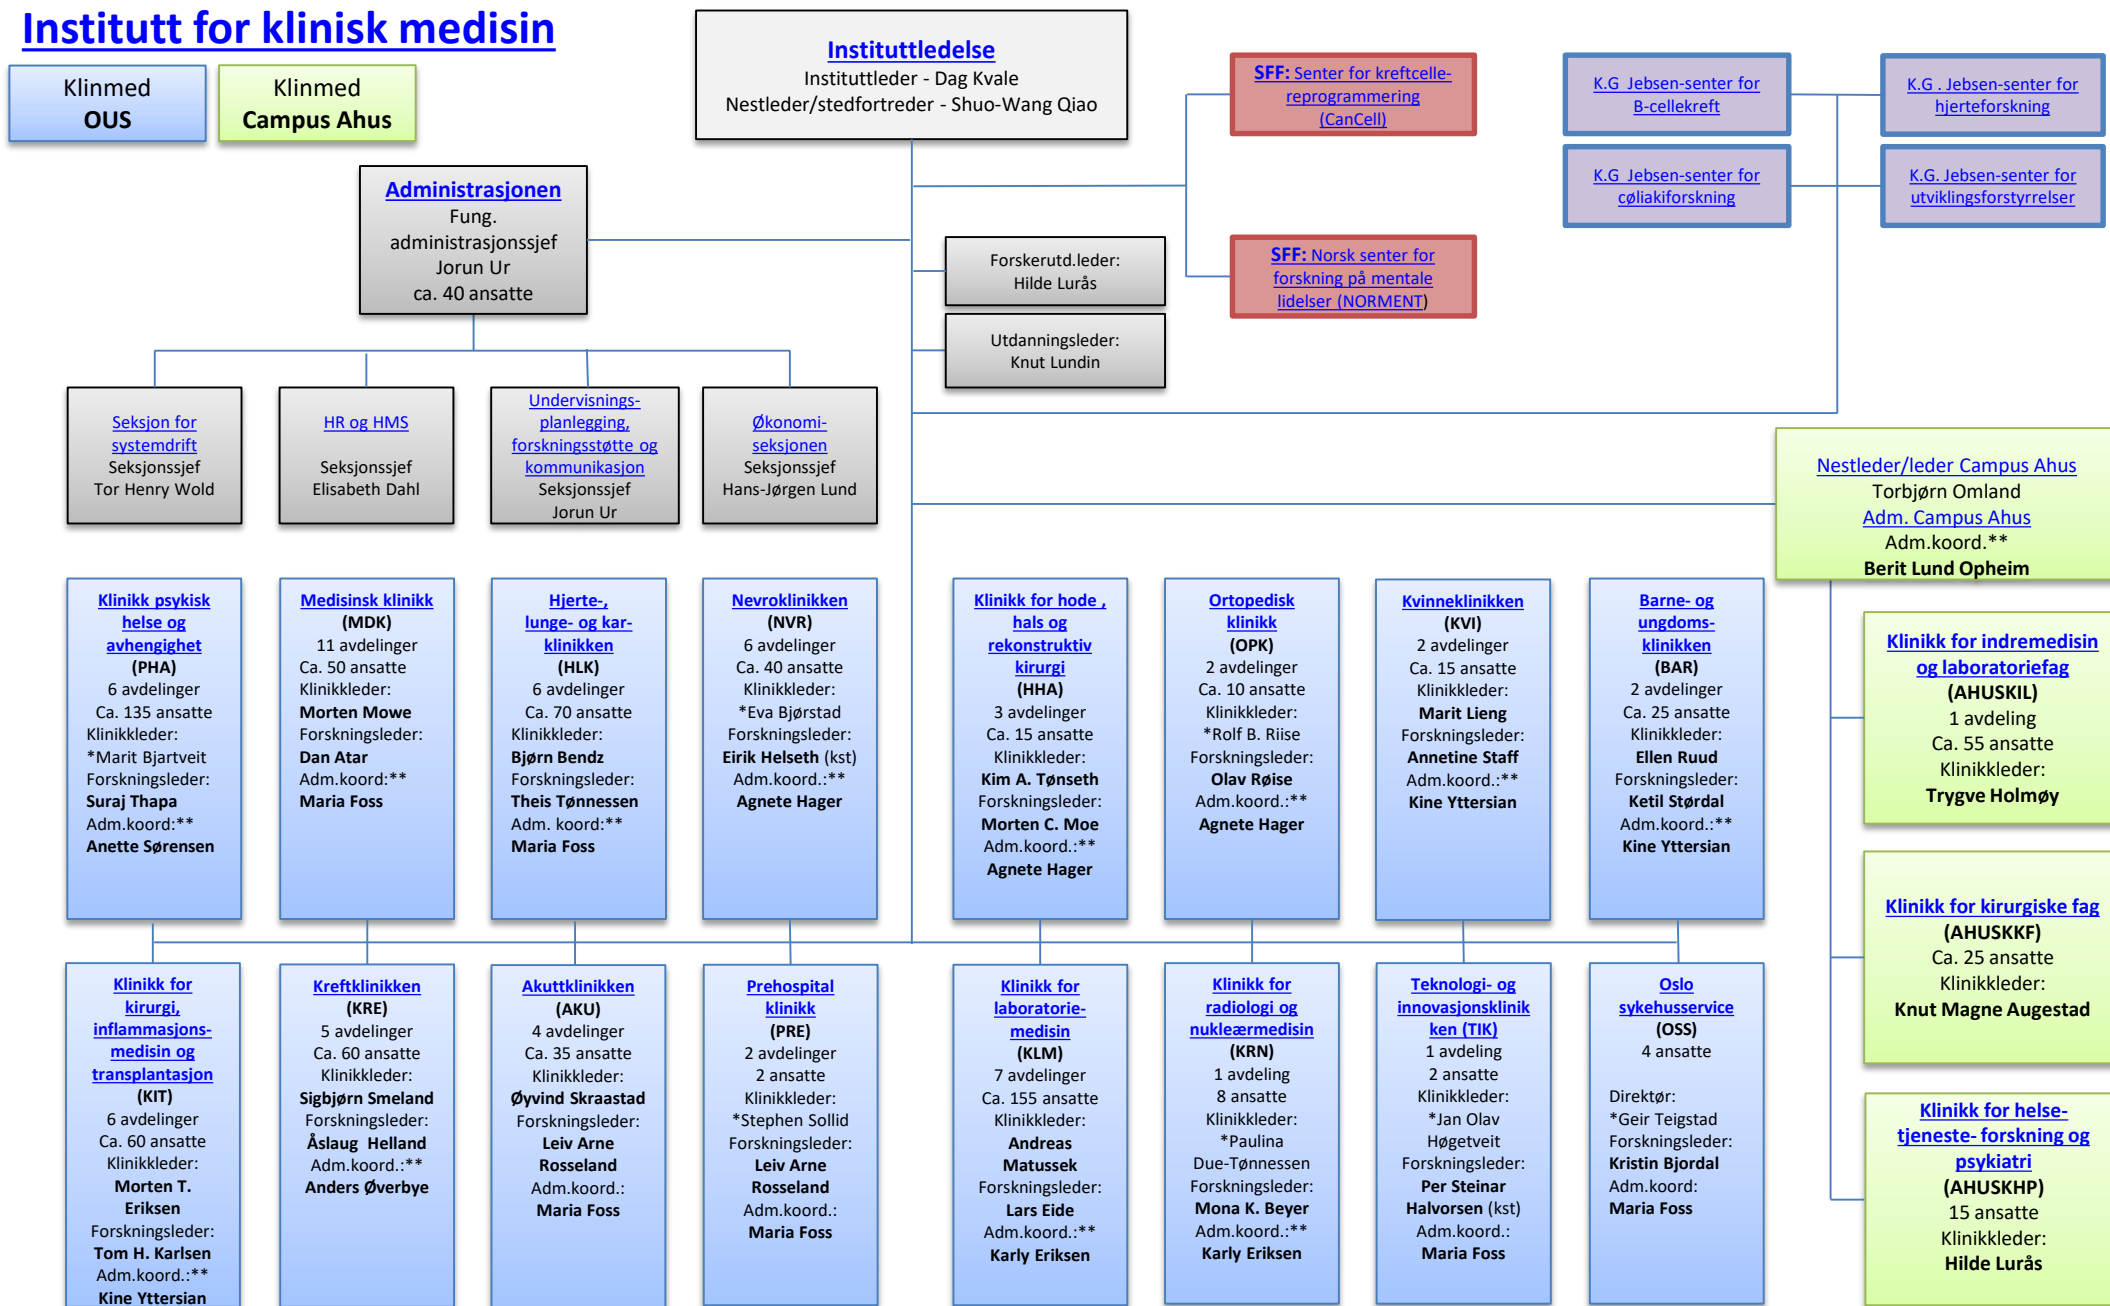 Institutt for klinisk medisin
Klinmed
OUS
Klinmed
Campus Ahus
Instituttledelse
Instituttleder - Dag Kvale
Nestleder/stedfortreder - Shuo-Wang Qiao
SFF: Senter for kreftcelle-
reprogrammering
(CanCell)
K.G Jebsen-senter for
B-cellekreft
K.G . Jebsen-senter for
hjerteforskning
K.G Jebsen-senter for
cøliakiforskning
K.G. Jebsen-senter for
utviklingsforstyrrelser
Administrasjonen
Fung.
administrasjonssjef
Jorun Ur
ca. 40 ansatte
Forskerutd.leder:
Hilde Lurås
SFF: Norsk senter for
forskning på mentale
lidelser (NORMENT)
Utdanningsleder:
Knut Lundin
Seksjon for
systemdrift
Seksjonssjef
Tor Henry Wold
HR og HMS
Seksjonssjef
Elisabeth Dahl
Undervisnings-
planlegging,
forskningsstøtte og
kommunikasjon
Seksjonssjef
Jorun Ur
Økonomi-
seksjonen
Seksjonssjef
Hans-Jørgen Lund
Nestleder/leder Campus Ahus
Torbjørn Omland
Adm. Campus Ahus
Adm.koord.**
Berit Lund Opheim
Klinikk psykisk
helse og
avhengighet
(PHA)
6 avdelinger
Ca. 135 ansatte
Klinikkleder:
*Marit Bjartveit
Forskningsleder:
Suraj Thapa
Adm.koord:**
Anette Sørensen
Medisinsk klinikk
(MDK)
11 avdelinger
Ca. 50 ansatte
Klinikkleder:
Morten Mowe
Forskningsleder:
Dan Atar
Adm.koord:**
Maria Foss
Hjerte-,
lunge- og kar-
klinikken
(HLK)
6 avdelinger
Ca. 70 ansatte
Klinikkleder:
Bjørn Bendz
Forskningsleder:
Theis Tønnessen
Adm. koord:**
Maria Foss
Nevroklinikken
(NVR)
6 avdelinger
Ca. 40 ansatte
Klinikkleder:
*Eva Bjørstad
Forskningsleder:
Eirik Helseth (kst)
Adm.koord.:**
Agnete Hager
Klinikk for hode ,
hals og
rekonstruktiv
kirurgi
(HHA)
3 avdelinger
Ca. 15 ansatte
Klinikkleder:
Kim A. Tønseth
Forskningsleder:
Morten C. Moe
Adm.koord.:**
Agnete Hager
Ortopedisk
klinikk
(OPK)
2 avdelinger
Ca. 10 ansatte
Klinikkleder:
*Rolf B. Riise
Forskningsleder:
Olav Røise
Adm.koord.:**
Agnete Hager
Kvinneklinikken
(KVI)
2 avdelinger
Ca. 15 ansatte
Klinikkleder:
Marit Lieng
Forskningsleder:
Annetine Staff
Adm.koord.:**
Kine Yttersian
Barne- og
ungdoms-
klinikken
(BAR)
2 avdelinger
Ca. 25 ansatte
Klinikkleder:
Ellen Ruud
Forskningsleder:
Ketil Størdal
Adm.koord.:**
Kine Yttersian
Klinikk for indremedisin
og laboratoriefag
(AHUSKIL)
1 avdeling
Ca. 55 ansatte
Klinikkleder:
Trygve Holmøy
Klinikk for kirurgiske fag
(AHUSKKF)
Ca. 25 ansatte
Klinikkleder:
Knut Magne Augestad
Klinikk for helse-
tjeneste- forskning og
psykiatri
(AHUSKHP)
15 ansatte
Klinikkleder:
Hilde Lurås
Klinikk for
kirurgi,
inflammasjons-
medisin og
transplantasjon
(KIT)
6 avdelinger
Ca. 60 ansatte
Klinikkleder:
Morten T.
Eriksen
Forskningsleder:
Tom H. Karlsen
Adm.koord.:**
Kine Yttersian
Kreftklinikken
(KRE)
5 avdelinger
Ca. 60 ansatte
Klinikkleder:
Sigbjørn Smeland
Forskningsleder:
Åslaug Helland
Adm.koord.:**
Anders Øverbye
Akuttklinikken
(AKU)
4 avdelinger
Ca. 35 ansatte
Klinikkleder:
Øyvind Skraastad
Forskningsleder:
Leiv Arne
Rosseland
Adm.koord.:
Maria Foss
Prehospital
klinikk
(PRE)
2 avdelinger
2 ansatte
Klinikkleder:
*Stephen Sollid
Forskningsleder:
Leiv Arne
Rosseland
Adm.koord.:
Maria Foss
Klinikk for
laboratorie-
medisin
(KLM)
7 avdelinger
Ca. 155 ansatte
Klinikkleder:
Andreas
Matussek
Forskningsleder:
Lars Eide
Adm.koord.:**
Karly Eriksen
Klinikk for
radiologi og
nukleærmedisin
(KRN)
1 avdeling
8 ansatte
Klinikkleder:
*Paulina
Due-Tønnessen
Forskningsleder:
Mona K. Beyer
Adm.koord.:**
Karly Eriksen
Teknologi- og
innovasjonsklinik
ken (TIK)
1 avdeling
2 ansatte
Klinikkleder:
*Jan Olav
Høgetveit
Forskningsleder:
Per Steinar
Halvorsen (kst)
Adm.koord.:
Maria Foss
Oslo
sykehusservice
(OSS)
4 ansatte
Direktør:
*Geir Teigstad
Forskningsleder:
Kristin Bjordal
Adm.koord:
Maria Foss